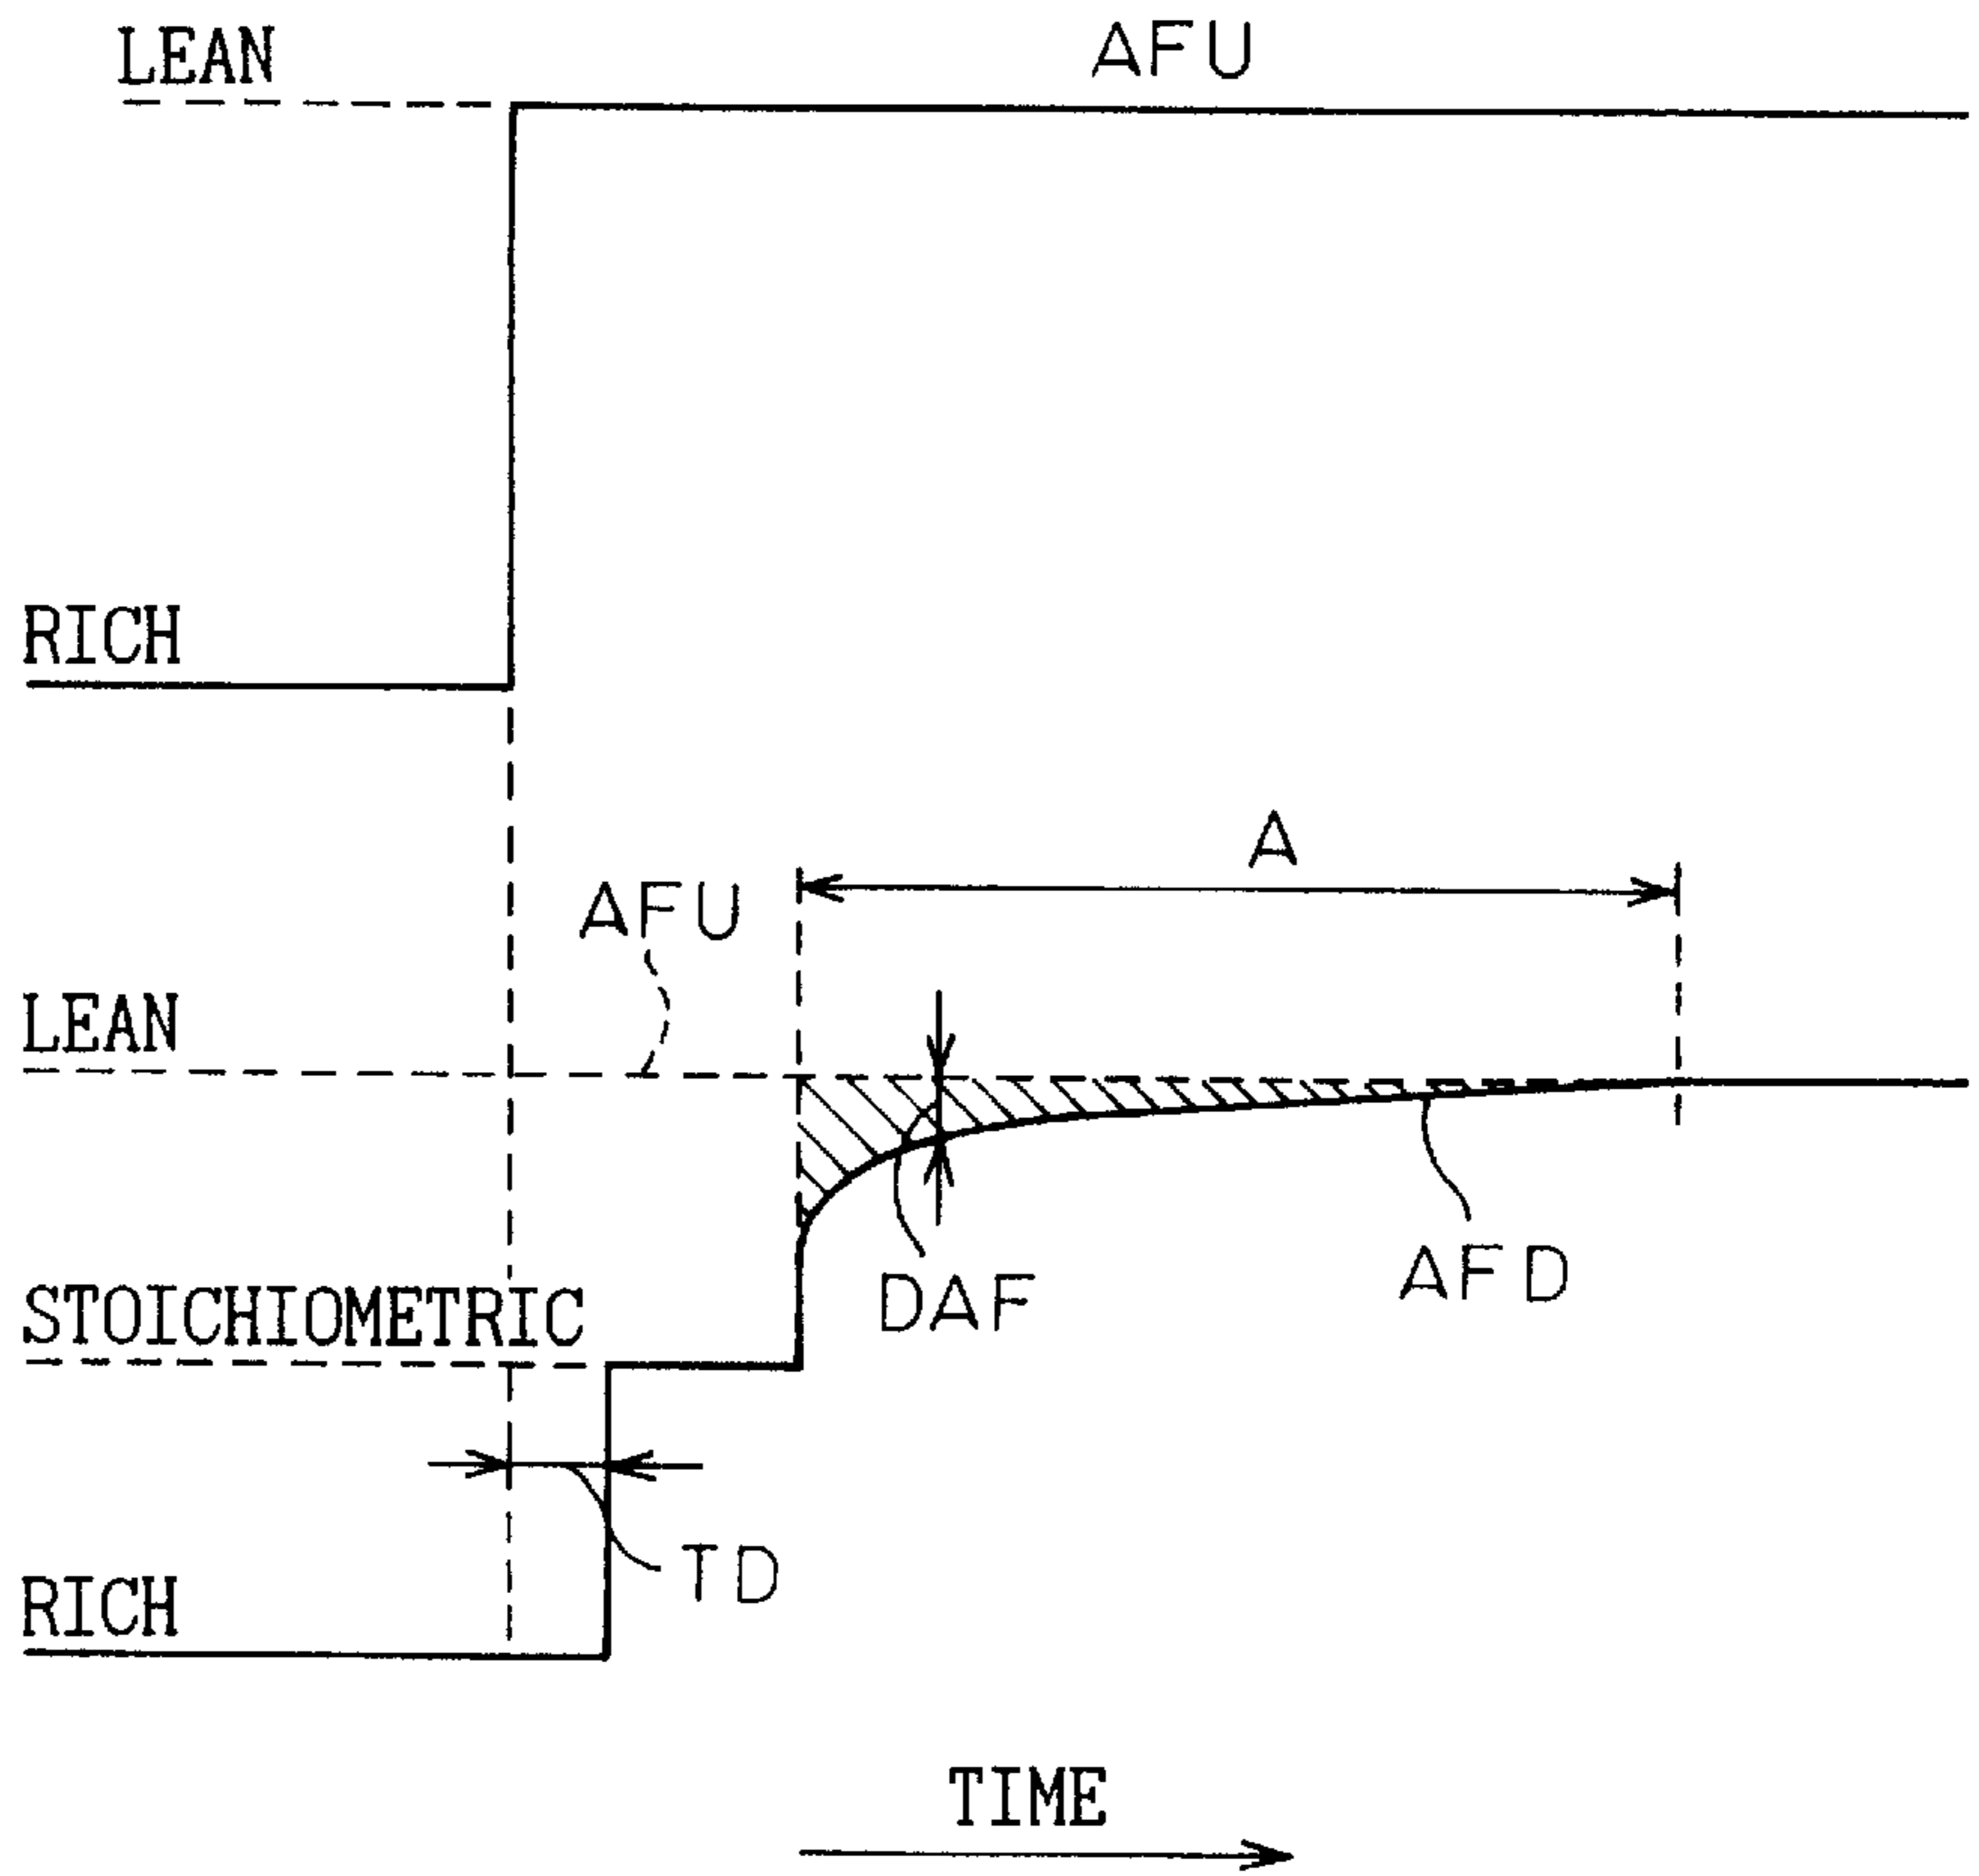 LEAN
AFU
RICH
A
AFU
LEAN
STOICHIOMETRIC
DAF
AFD
TD
RICH
TIME